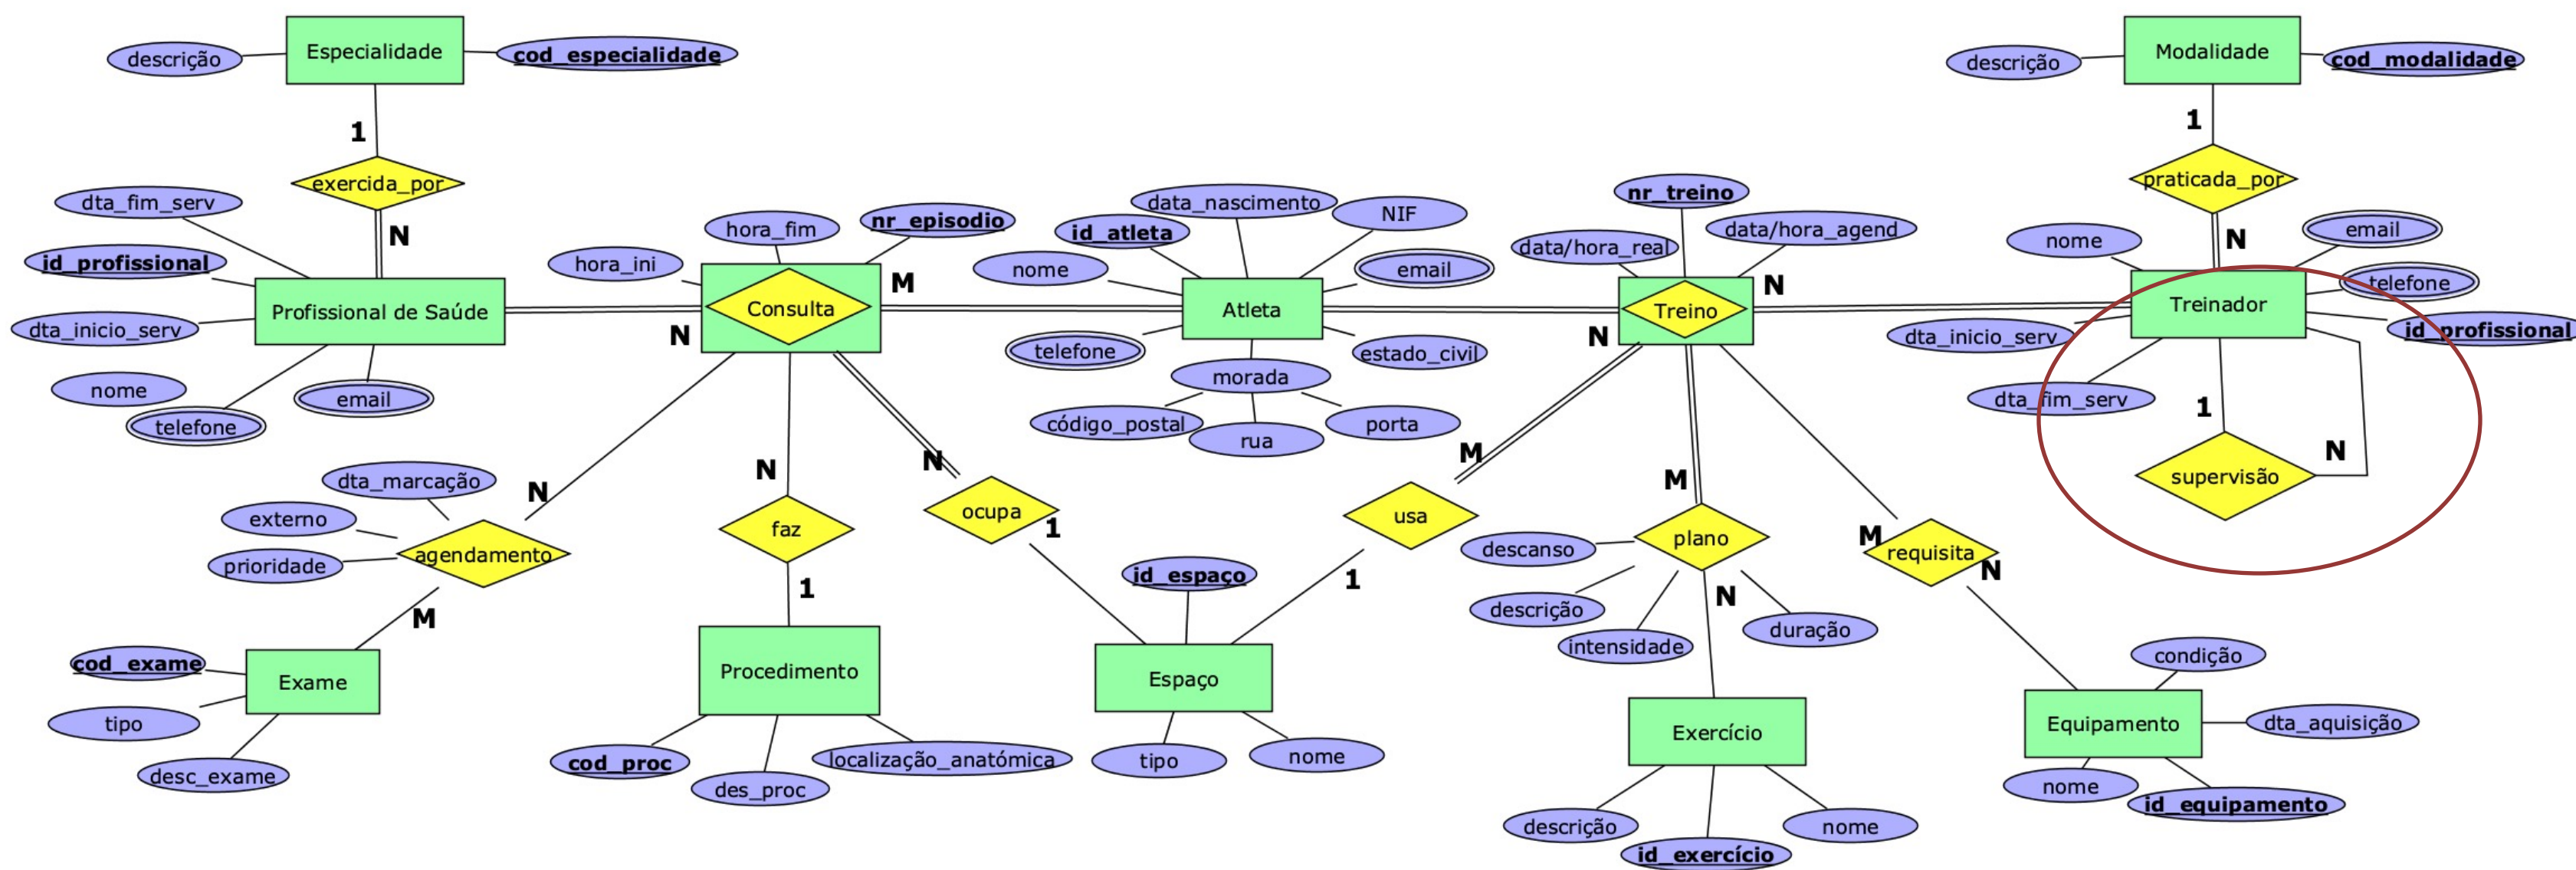 Especialidade
descrição
cod_especialidade
1
exercida_por
N
dta_fim_serv
id_profissional
Profissional de Saúde
dta_inicio_serv
nome
telefone
email
hora_ini
hora_fim
nr_episodio
Consulta
M
N
nome
id_atleta
data_nascimento
NIF
email
Atleta
telefone
estado_civil
morada
código_postal
rua
porta
nr_treino
data/hora_real
data/hora_agend
Treino
N
N
Modalidade
descrição
cod_modalidade
1
praticada_por
N
nome
email
telefone
Treinador
id_profissional
dta_inicio_serv
dta_fim_serv
1
supervisão
N
N
dta_marcação
externo
prioridade
agendamento
M
cod_exame
Exame
tipo
desc_exame
N
faz
1
Procedimento
cod_proc
des_proc
localização_anatómica
N
ocupa
1
M
usa
1
id_espaço
Espaço
tipo
nome
M
plano
descanso
descrição
intensidade
duração
N
Exercício
descrição
id_exercício
nome
M
requisita
N
condição
Equipamento
dta_aquisição
nome
id_equipamento